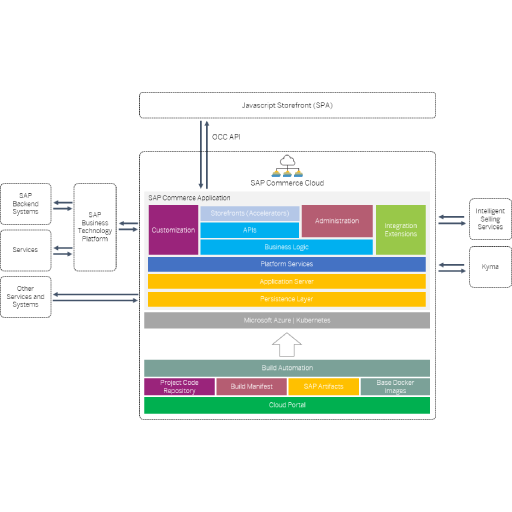 Javascript Storefront (SPA)
OCC API
SAP Commerce Cloud
SAP Commerce Application
Customization
Storefronts (Accelerators)
APIs
Administration
Integration
Extensions
Business Logic
Platform Services
Application Server
Persistence Layer
Microsoft Azure | Kubernetes
Build Automation
Project Code
Repository
Build Manifest
SAP Artifacts
Base Docker
Images
Cloud Portal
SAP
Backend
Systems
Services
Other
Services and
Systems
SAP
Business
Technology
Platform
Intelligent
Selling
Services
Kyma